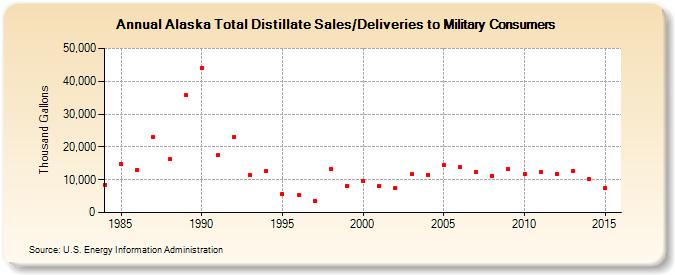 Annual Alaska Total Distillate Sales/Deliveries to Military Consumers
Thousand Gallons
50,000
40,000
30,000
20,000
10,000
0
1985 1990 1995 2000 2005 2010 2015
Source: U.S. Energy Information Administration